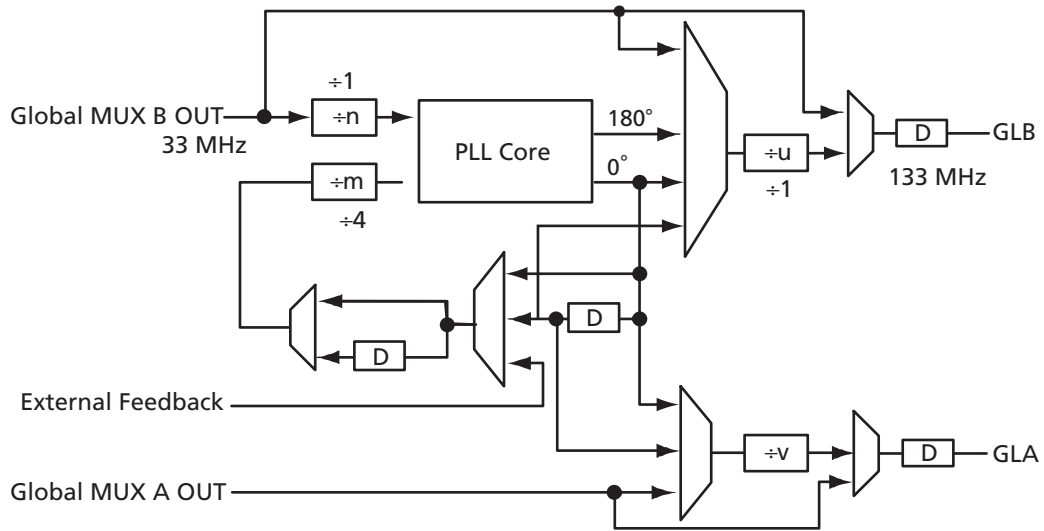 ÷1
Global MUX B OUT
÷n
33 MHz
PLL Core
180°
0°
÷u
÷1
D
GLB
133 MHz
÷m
÷4
D
D
External Feedback
÷v
D
GLA
Global MUX A OUT